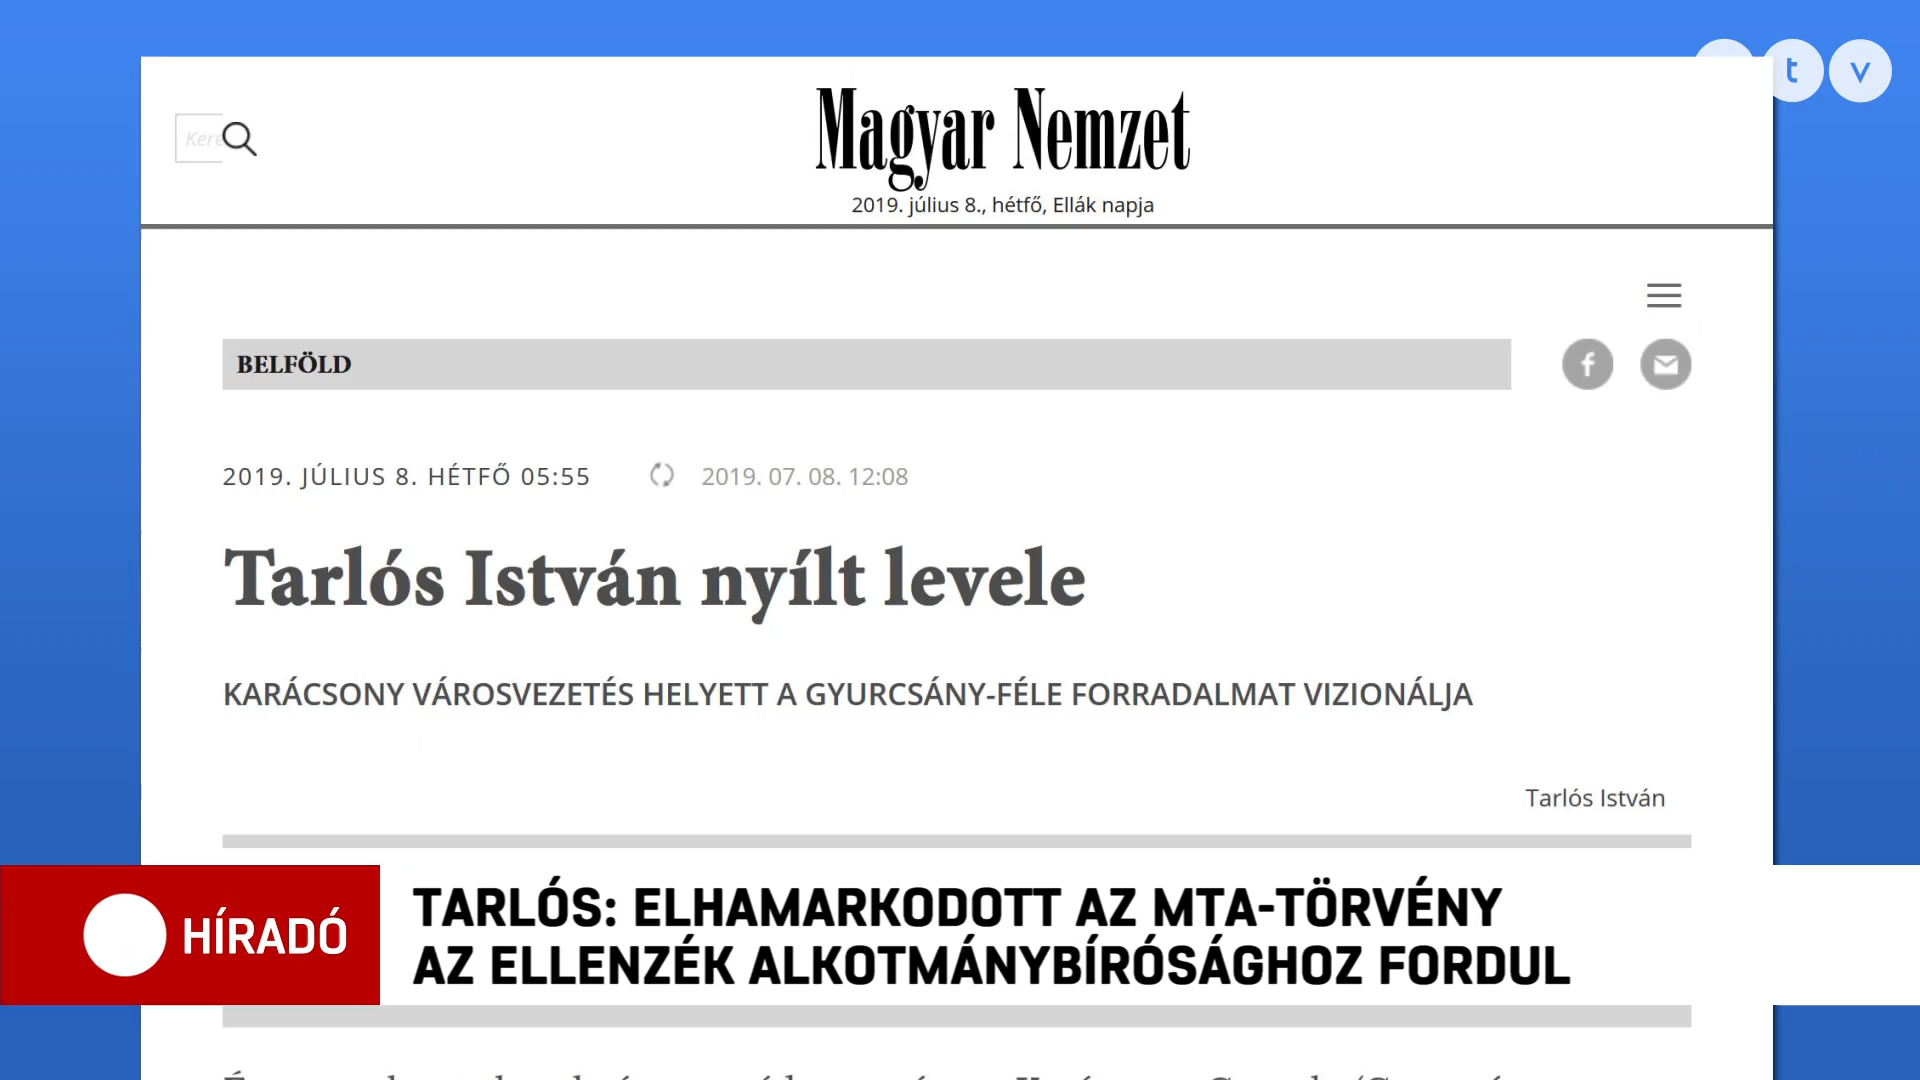 t v
Kere
Magyar Nemzet
2019. július 8., hétfő, Ellák napja
BELFÖLD
f
2019. JÚLIUS 8. HÉTFŐ 05:55 2019. 07. 08. 12:08
Tarlós István nyílt levele
KARÁCSONY VÁROSVEZETÉS HELYETT A GYURCSÁNY-FÉLE FORRADALMAT VIZIONÁLJA
Tarlós István
HÍRADÓ
TARLÓS: ELHAMARKODOTT AZ MTA-TÖRVÉNY
AZ ELLENZÉK ALKOTMÁNYBÍRÓSÁGHOZ FORDUL